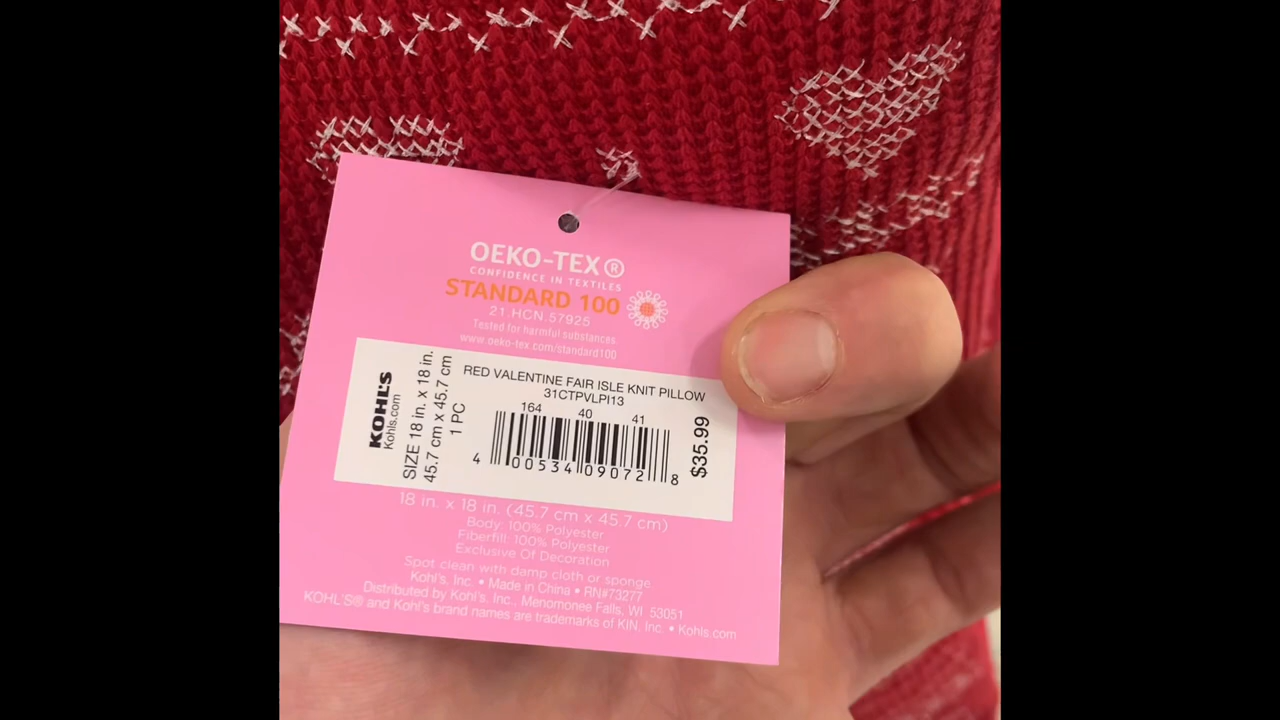 OEKO-TEX®
CONFIDENCE IN TEXTILES
STANDARD 100
21.HCN.57925
Tested for harmful substances
www.oeko-tex.com/standard100
KOHL'S
Kohls.com
SIZE 18 in. x 18 in.
45.7 cm x 45.7 cm
1 PC
RED VALENTINE FAIR ISLE KNIT PILLOW
31CTPVLPI13
164 40 41
4 00534 09072 8
$35.99
18 in. x 18 in. (45.7 cm x 45.7 cm)
Body: 100% Polyester
Fiberfill: 100% Polyester
Exclusive Of Decoration
Spot clean with damp cloth or sponge
Kohl's, Inc. • Made in China • RN#73277
Distributed by Kohl's, Inc., Menomonee Falls, WI 53051
KOHL'S® and Kohl's brand names are trademarks of KIN, Inc. • Kohls.com